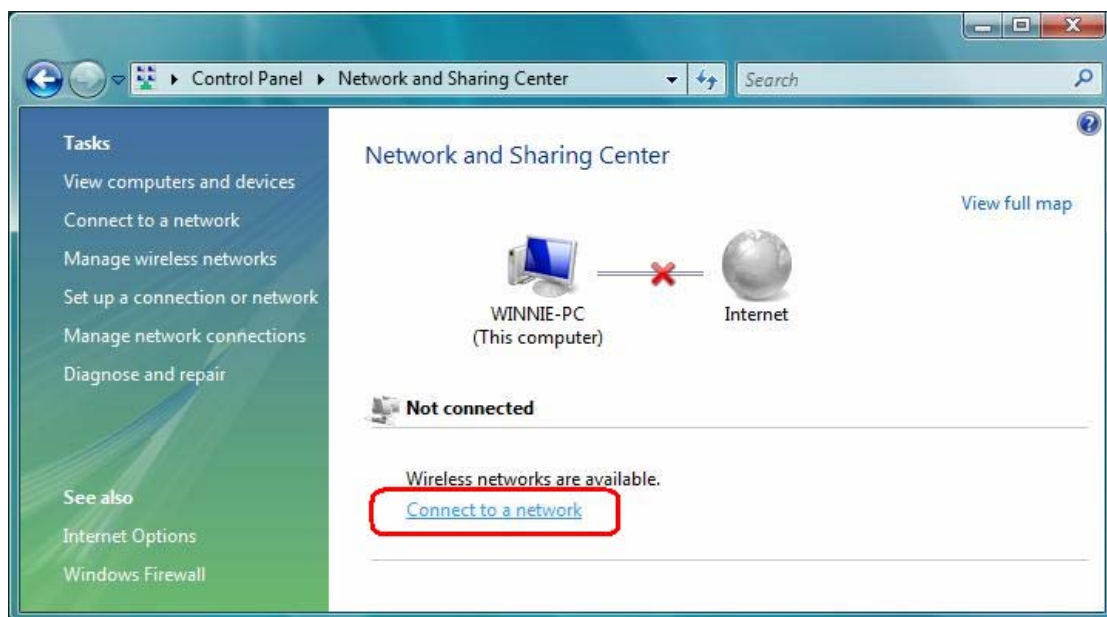 Control Panel Network and Sharing Center Search
Tasks
View computers and devices
Connect to a network
Manage wireless networks
Set up a connection or network
Manage network connections
Diagnose and repair
See also
Internet Options
Windows Firewall
Network and Sharing Center
View full map
WINNIE-PC
(This computer)
Internet
Not connected
Wireless networks are available.
Connect to a network